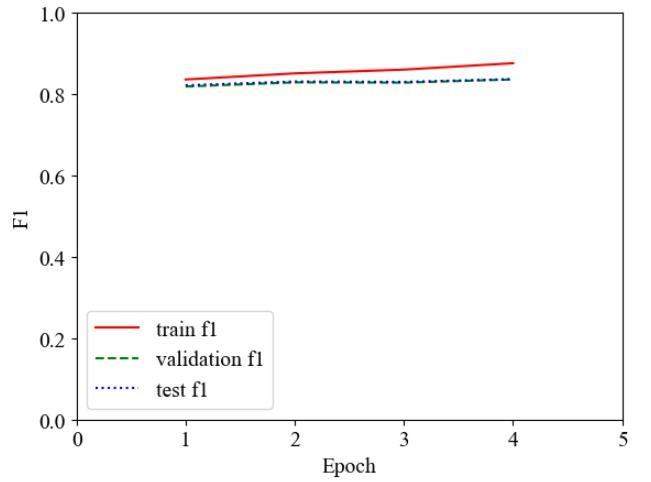 1.0
0.8
0.6
0.4
0.2
0.0
F1
train f1
validation f1
test f1
0 1 2 3 4 5
Epoch